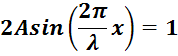 2Asin(2π/λ x) = 1